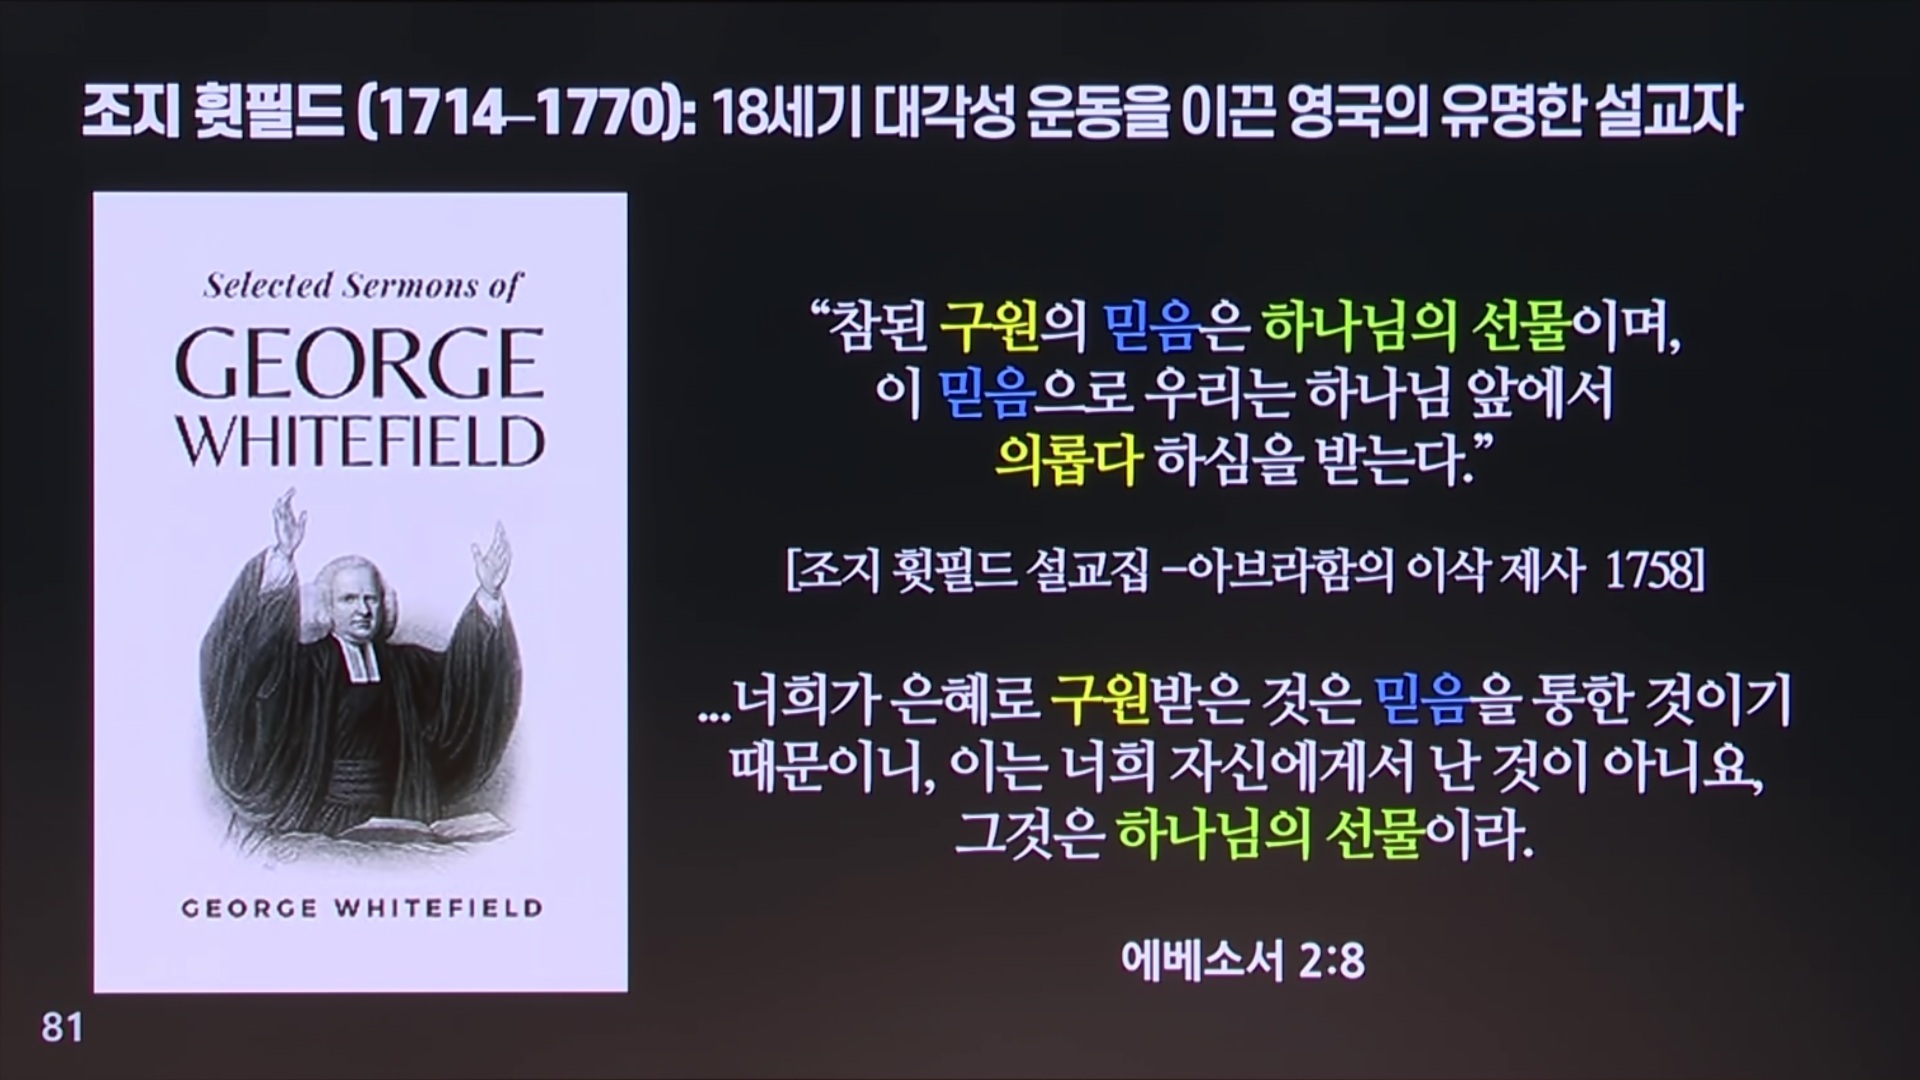 조지 휫필드 (1714–1770): 18세기 대각성 운동을 이끈 영국의 유명한 설교자
Selected Sermons of
GEORGE
WHITEFIELD
GEORGE WHITEFIELD
“참된 구원의 믿음은 하나님의 선물이며,
이 믿음으로 우리는 하나님 앞에서
의롭다 하심을 받는다.”
[조지 휫필드 설교집 –아브라함의 이삭 제사 1758]
...너희가 은혜로 구원받은 것은 믿음을 통한 것이기
때문이니, 이는 너희 자신에게서 난 것이 아니요,
그것은 하나님의 선물이라.
에베소서 2:8
81